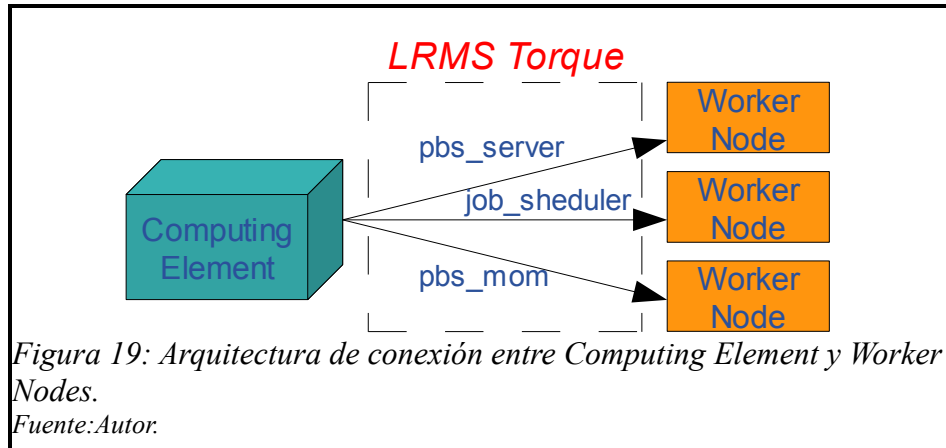 LRMS Torque
Worker
Node
pbs_server
job_sheduler
Worker
Node
Computing
Element
pbs_mom
Worker
Node
Figura 19: Arquitectura de conexión entre Computing Element y Worker
Nodes.
Fuente:Autor.